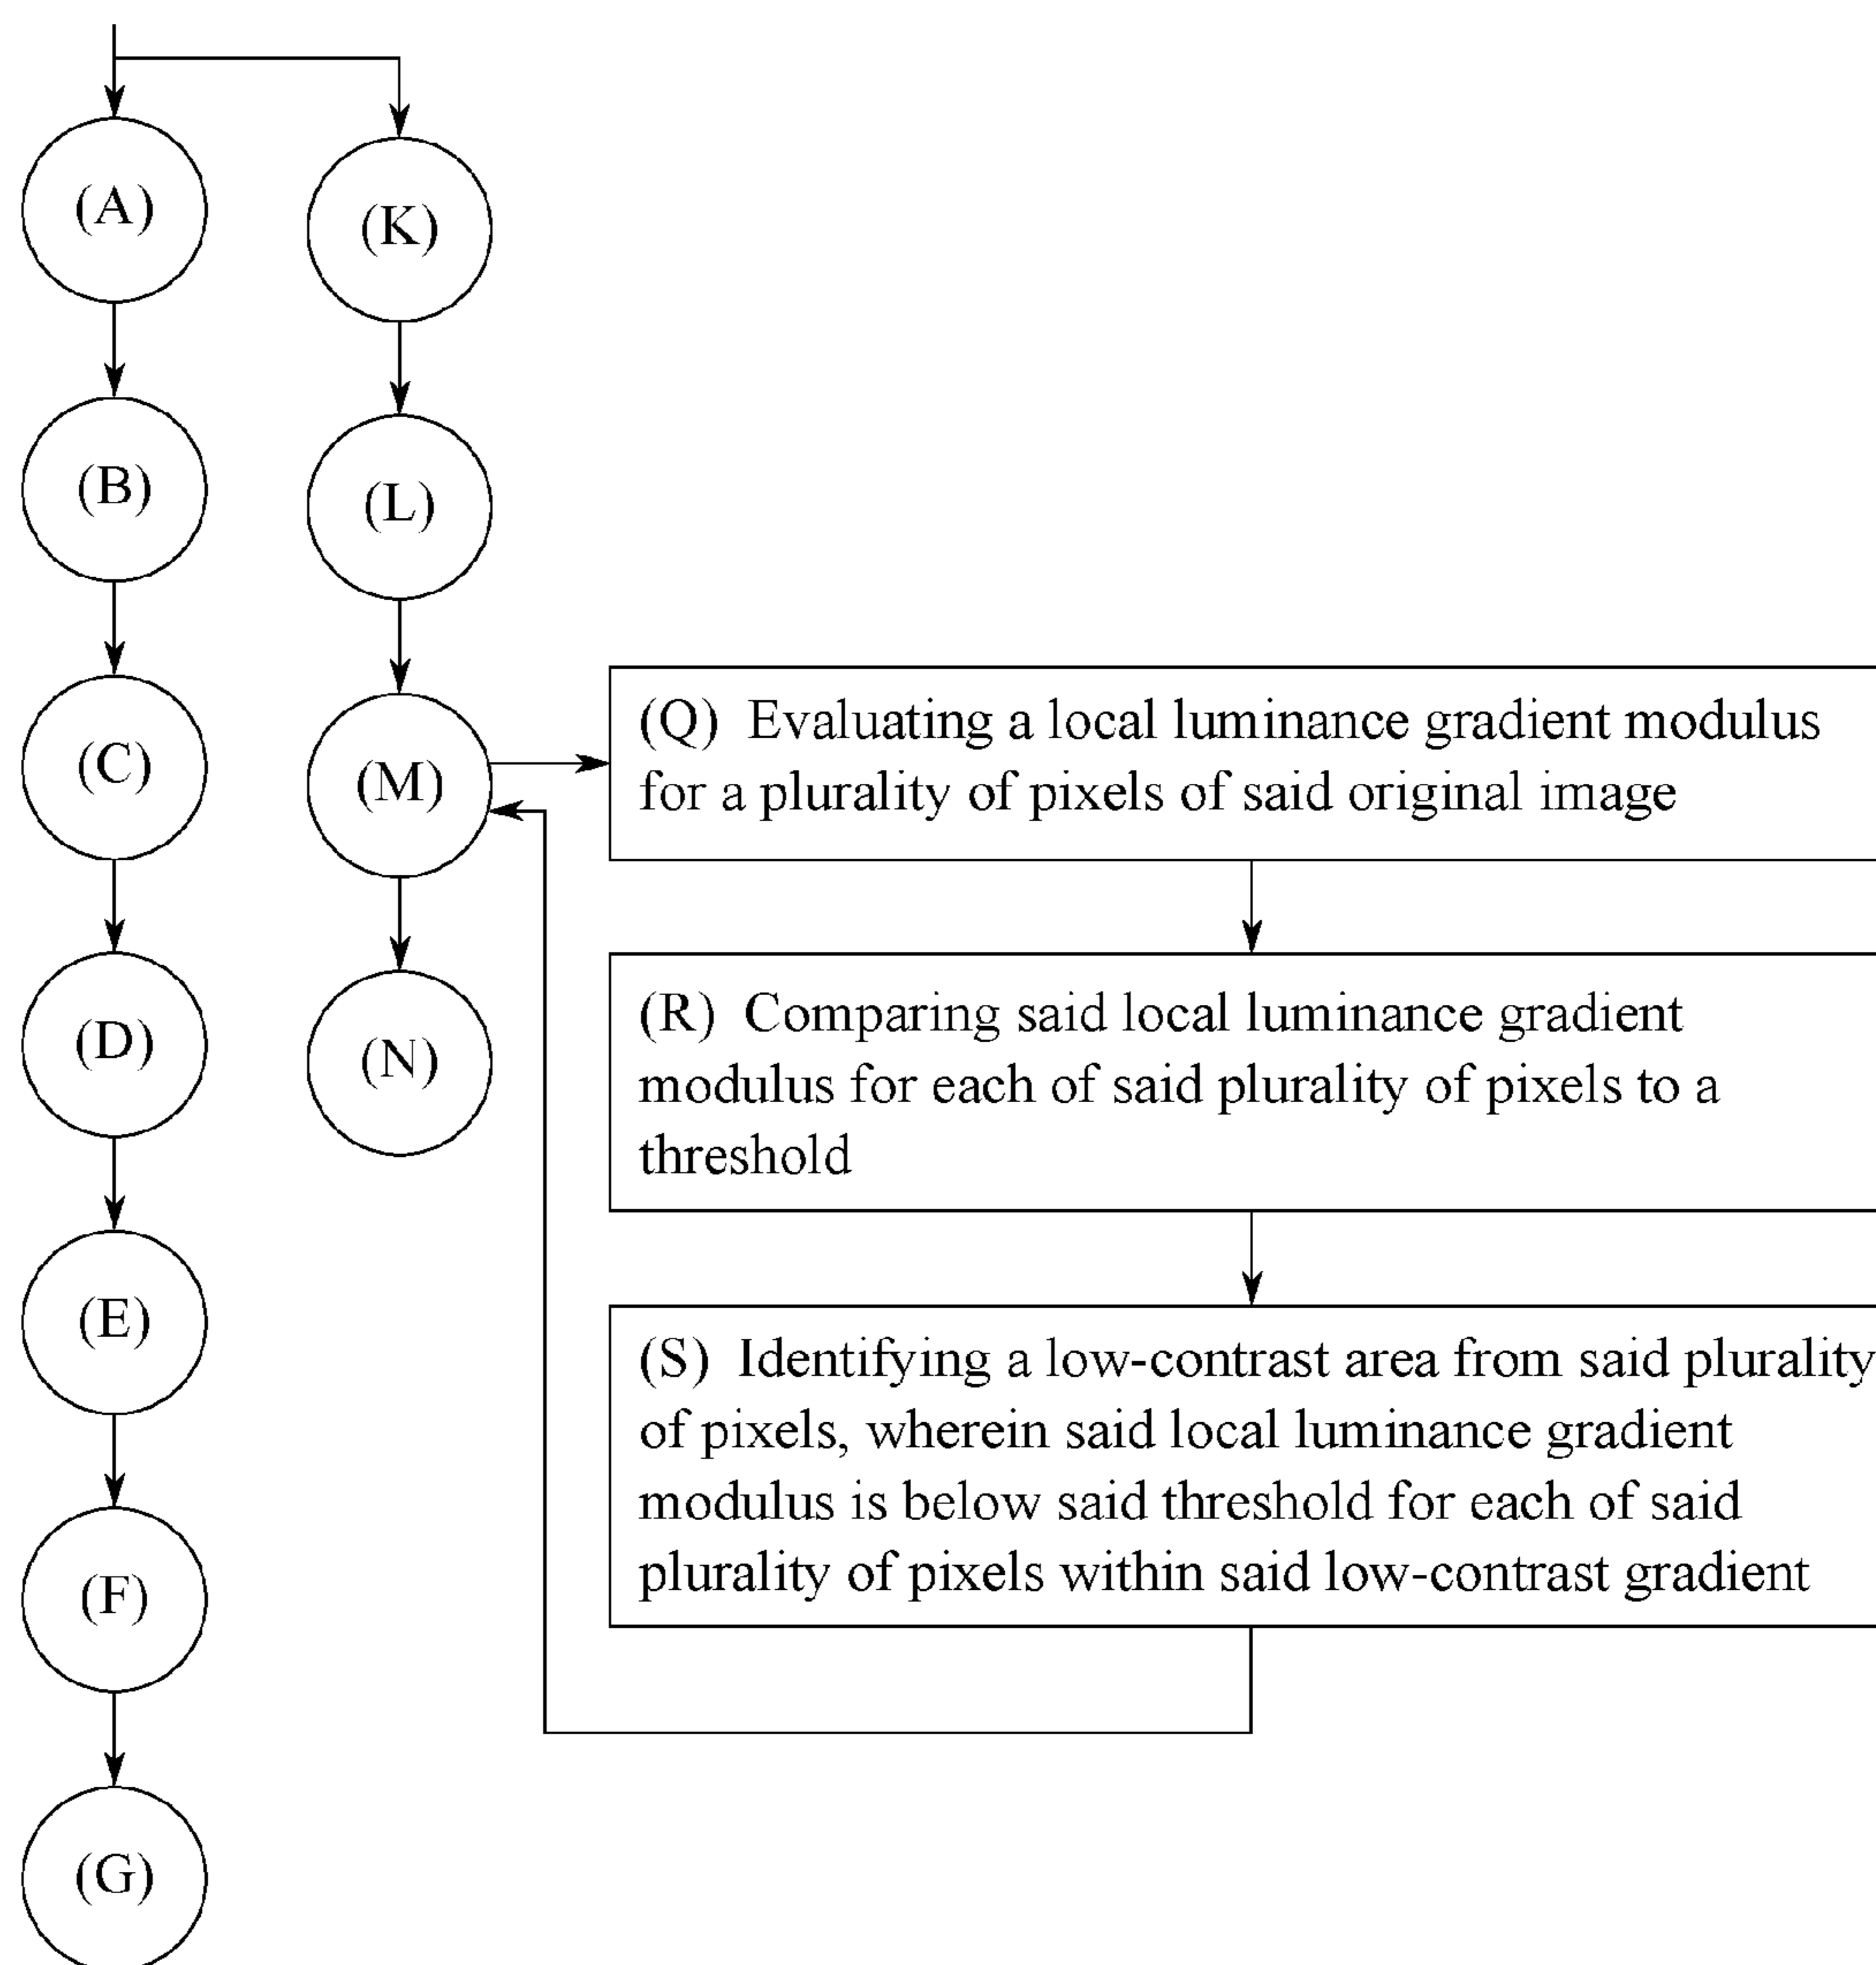 (A)
(K)
(B)
(L)
(C)
(M)
(Q) Evaluating a local luminance gradient modulus
for a plurality of pixels of said original image
(D)
(N)
(R) Comparing said local luminance gradient
modulus for each of said plurality of pixels to a
threshold
(E)
(S) Identifying a low-contrast area from said plurality
of pixels, wherein said local luminance gradient
modulus is below said threshold for each of said
plurality of pixels within said low-contrast gradient
(F)
(G)